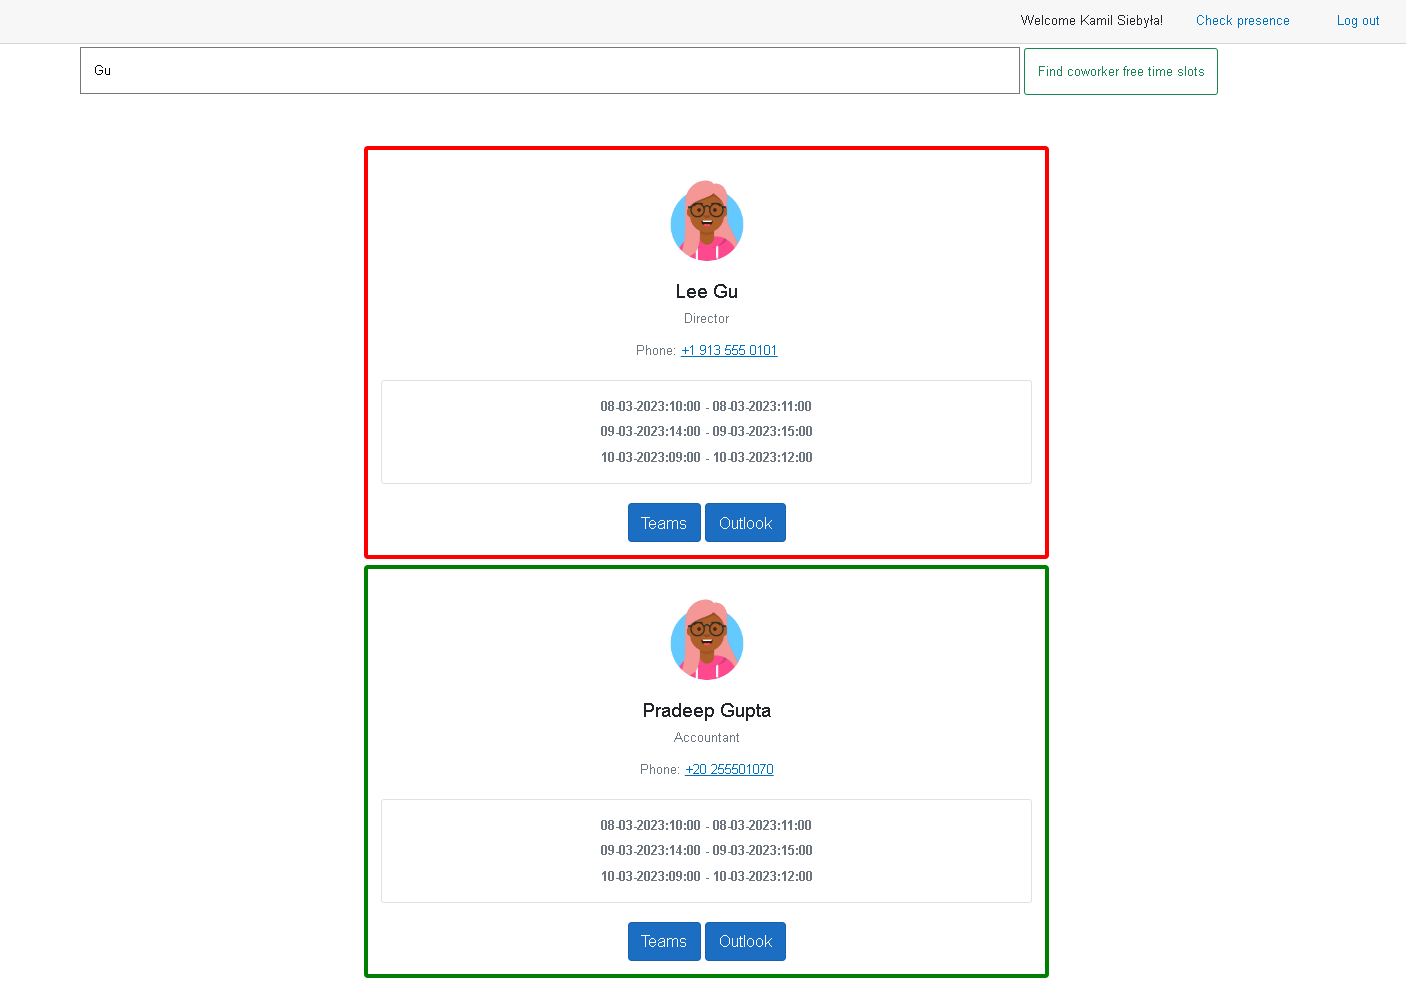 Welcome Kamil Siebyła! Check presence Log out
Gu Find coworker free time slots
Lee Gu
Director
Phone: +1 913 555 0101
08-03-2023:10:00 - 08-03-2023:11:00
09-03-2023:14:00 - 09-03-2023:15:00
10-03-2023:09:00 - 10-03-2023:12:00
Teams Outlook
Pradeep Gupta
Accountant
Phone: +20 255501070
08-03-2023:10:00 - 08-03-2023:11:00
09-03-2023:14:00 - 09-03-2023:15:00
10-03-2023:09:00 - 10-03-2023:12:00
Teams Outlook